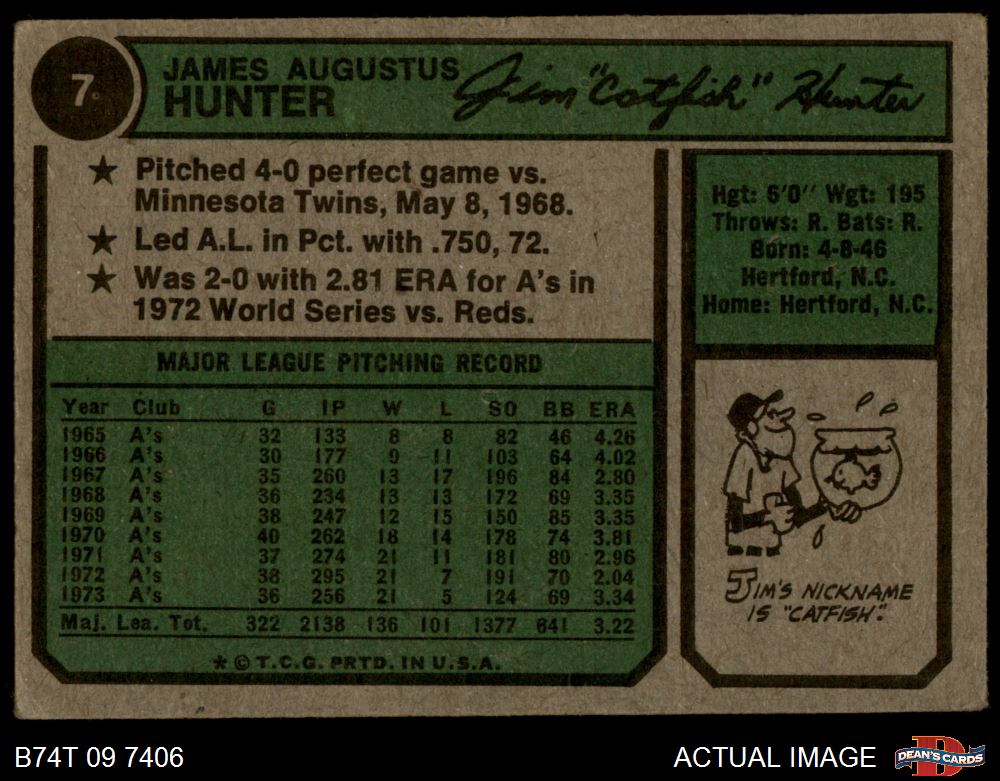 7
JAMES AUGUSTUS
HUNTER
Jim "Catfish" Hunter
★ Pitched 4-0 perfect game vs.
Minnesota Twins, May 8, 1968.
★ Led A.L. in Pct. with .750, 72.
★ Was 2-0 with 2.81 ERA for A's in
1972 World Series vs. Reds.
Hgt: 6'0" Wgt: 195
Throws: R. Bats: R.
Born: 4-8-46
Hertford, N.C.
Home: Hertford, N.C.
MAJOR LEAGUE PITCHING RECORD
Year Club G IP W L SO BB ERA
1965 A's 32 133 8 8 82 46 4.26
1966 A's 30 177 9 11 103 64 4.02
1967 A's 35 260 13 17 196 84 2.80
1968 A's 36 234 13 13 172 69 3.35
1969 A's 38 247 12 15 150 85 3.35
1970 A's 40 262 18 14 178 74 3.81
1971 A's 37 274 21 11 181 80 2.96
1972 A's 38 295 21 7 191 70 2.04
1973 A's 36 256 21 5 124 69 3.34
Maj. Lea. Tot. 322 2138 136 101 1377 641 3.22
* © T.C.G. PRTD. IN U.S.A.
JIM'S NICKNAME
IS "CATFISH".
B74T 09 7406
ACTUAL IMAGE
D
DEAN'S CARDS